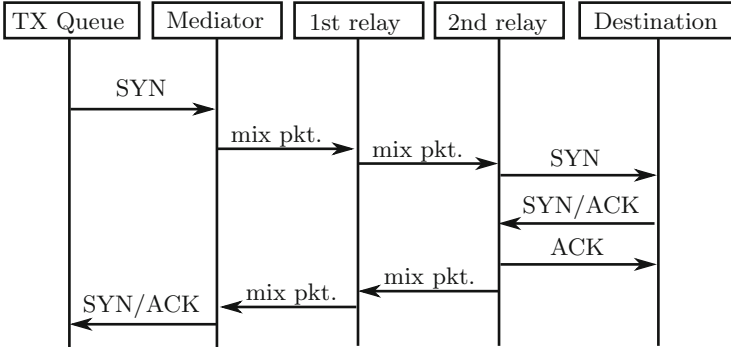 TX Queue
Mediator
1st relay
2nd relay
Destination
SYN
mix pkt.
mix pkt.
SYN
SYN/ACK
ACK
mix pkt.
mix pkt.
SYN/ACK